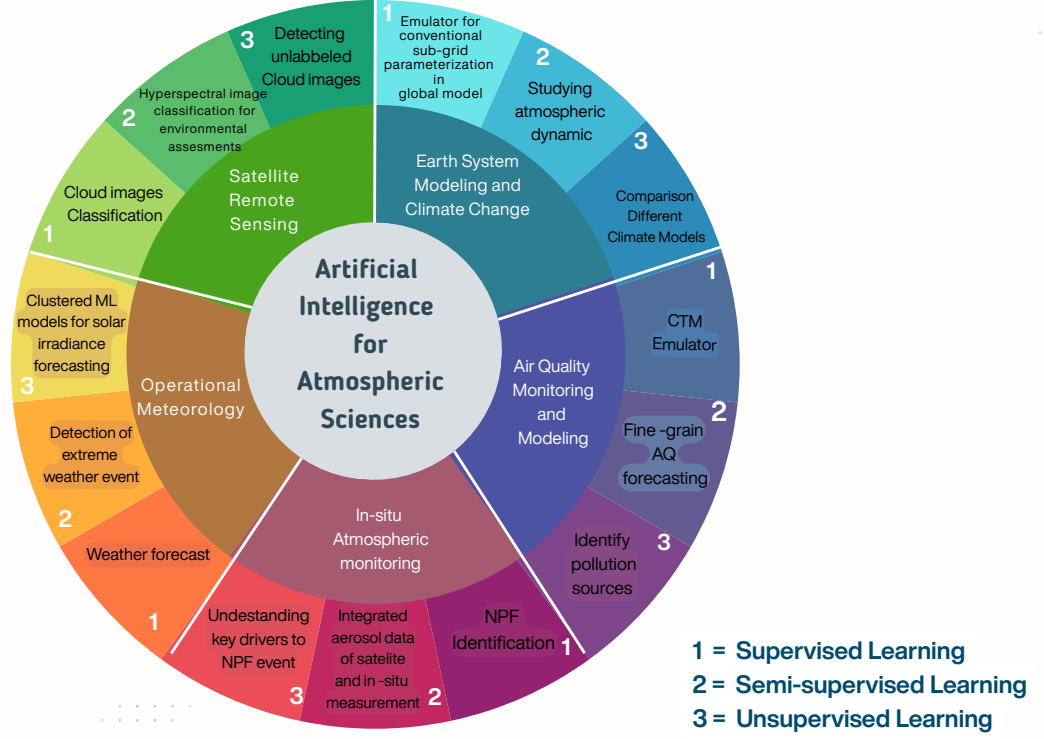 Artificial
Intelligence
for
Atmospheric
Sciences
Earth System
Modeling and
Climate Change
1
Emulator for
conventional
sub-grid
parameterization
in
global model
2
Studying
atmospheric
dynamic
3
Comparison
Different
Climate Models
Air Quality
Monitoring
and
Modeling
1
CTM
Emulator
2
Fine -grain
AQ
forecasting
3
Identify
pollution
sources
In-situ
Atmospheric
monitoring
NPF
Identification
1
Integrated
aerosol data
of satelite
and in -situ
measurement
2
Undestanding
key drivers to
NPF event
3
Operational
Meteorology
Weather forecast
1
Detection of
extreme
weather event
2
Clustered ML
models for solar
irradiance
forecasting
3
Satellite
Remote
Sensing
Cloud images
Classification
1
Hyperspectral image
2
classification for
environmental
assesments
3
Detecting
unlabbeled
Cloud images
1 = Supervised Learning
2 = Semi-supervised Learning
3 = Unsupervised Learning